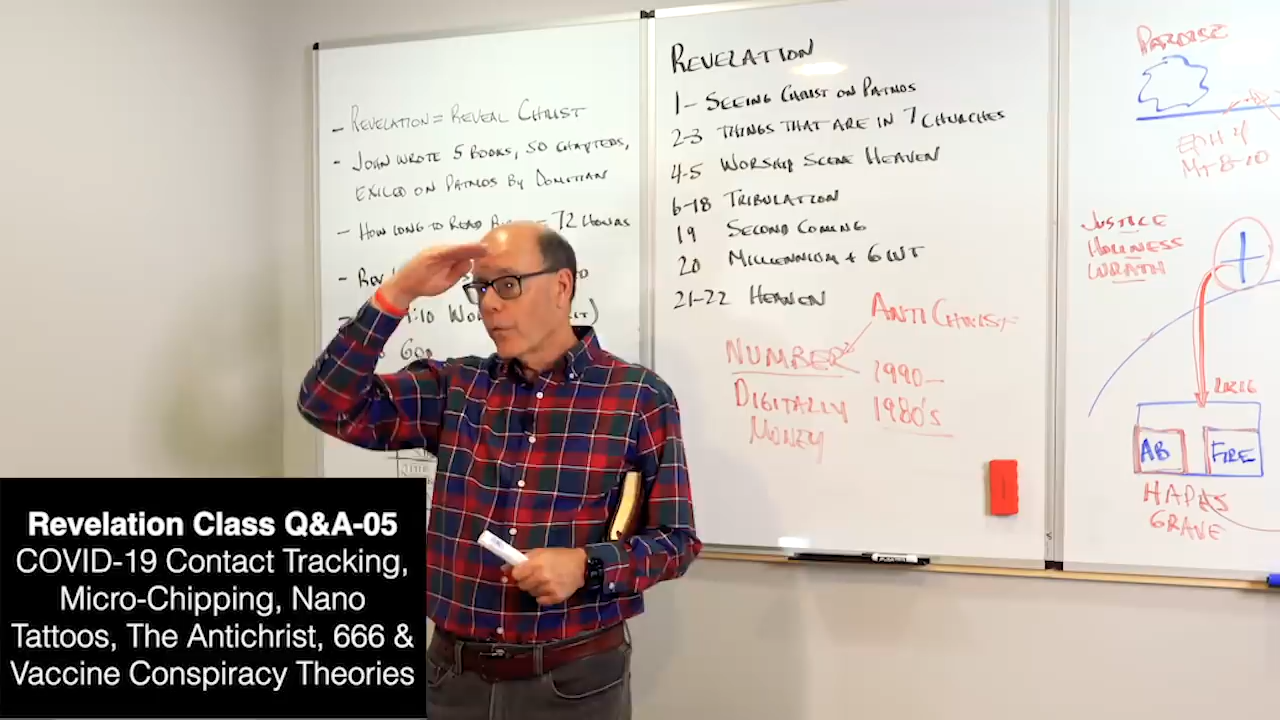 - REVELATION = REVEAL CHRIST
- JOHN WROTE 5 BOOKS, 50 CHAPTERS,
EXILED ON PATMOS BY DOMITIAN
- HOW LONG TO READ - 72 HOURS
REVELATION
1- SEEING CHRIST ON PATMOS
2-3 THINGS THAT ARE IN 7 CHURCHES
4-5 WORSHIP SCENE HEAVEN
6-18 TRIBULATION
19 SECOND COMING
20 MILLENNIUM + GWT
21-22 HEAVEN
ANTICHRIST
NUMBER 1990-
DIGITALLY 1980'S
MONEY
PARDISE
EPH 4
MT-8-10
JUSTICE
HOLINESS
WRATH
LK16
AB FIRE
HADES
GRAVE
Revelation Class Q&A-05
COVID-19 Contact Tracking,
Micro-Chipping, Nano
Tattoos, The Antichrist, 666 &
Vaccine Conspiracy Theories